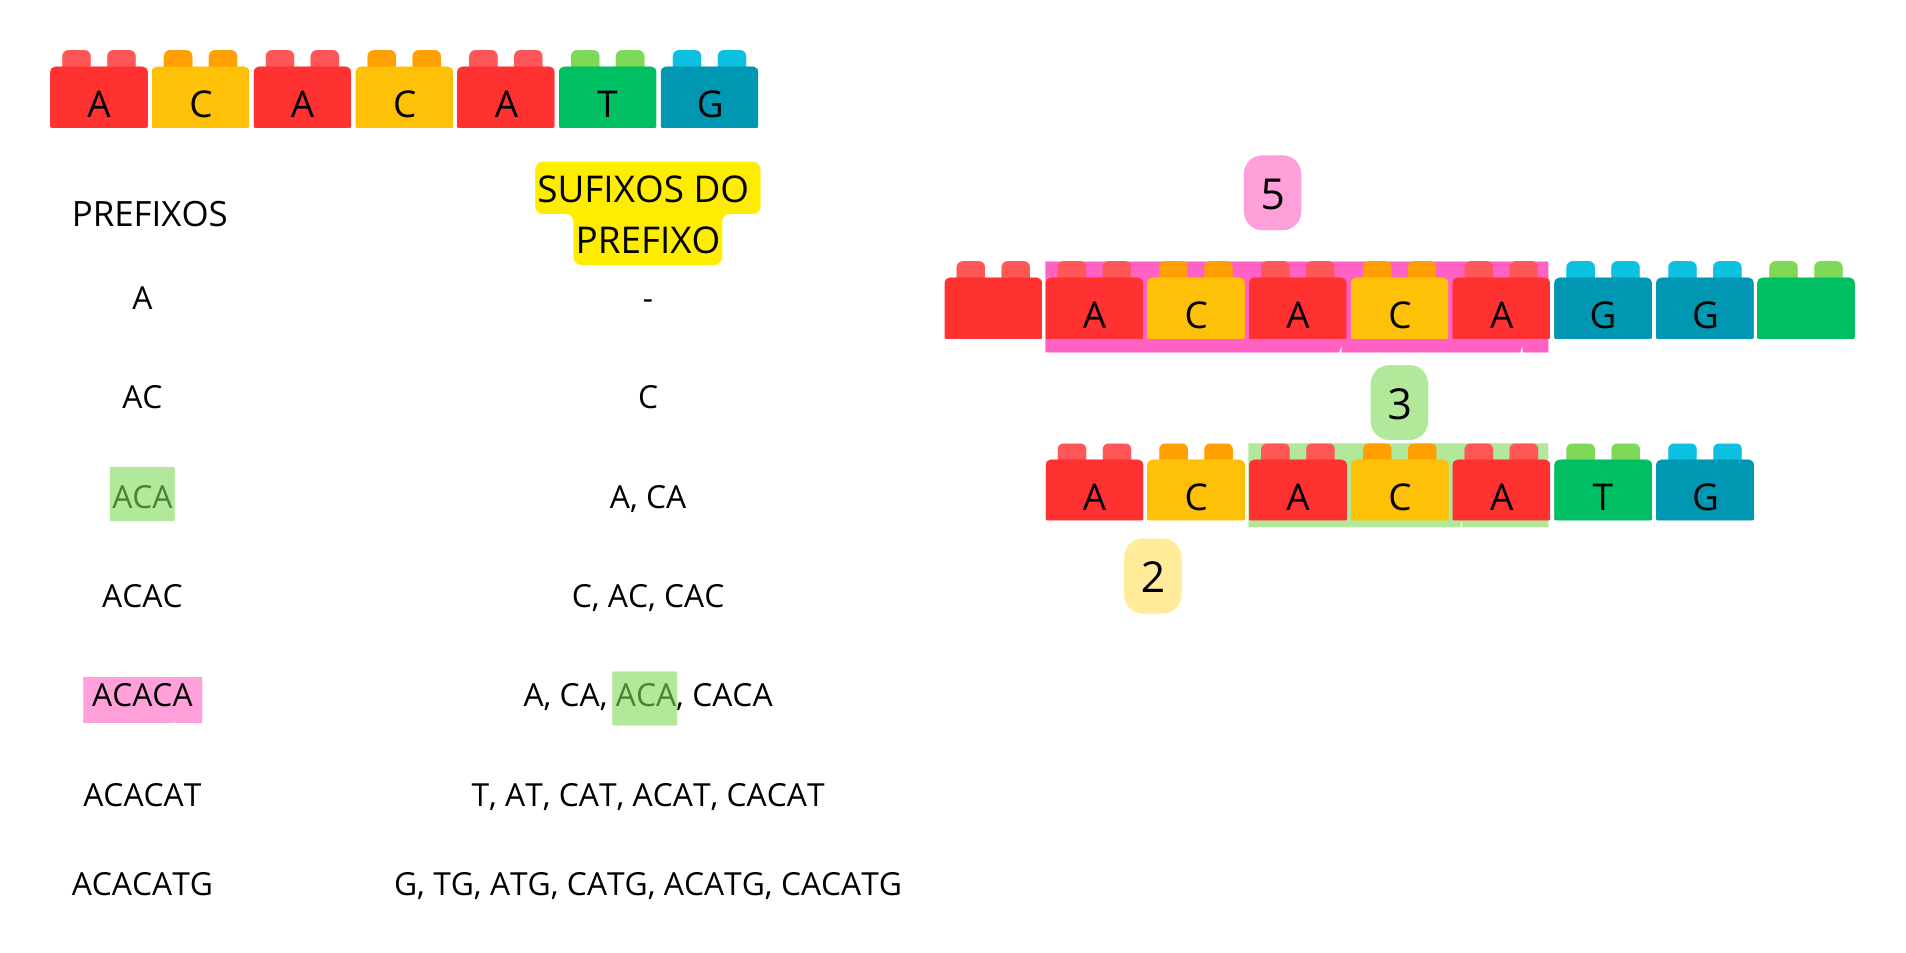 A C A C A T G
PREFIXOS
SUFIXOS DO
PREFIXO
A
-
AC
C
ACA
A, CA
ACAC
C, AC, CAC
ACACA
A, CA, ACA, CACA
ACACAT
T, AT, CAT, ACAT, CACAT
ACACATG
G, TG, ATG, CATG, ACATG, CACATG
5
A C A C A G G
3
A C A C A T G
2